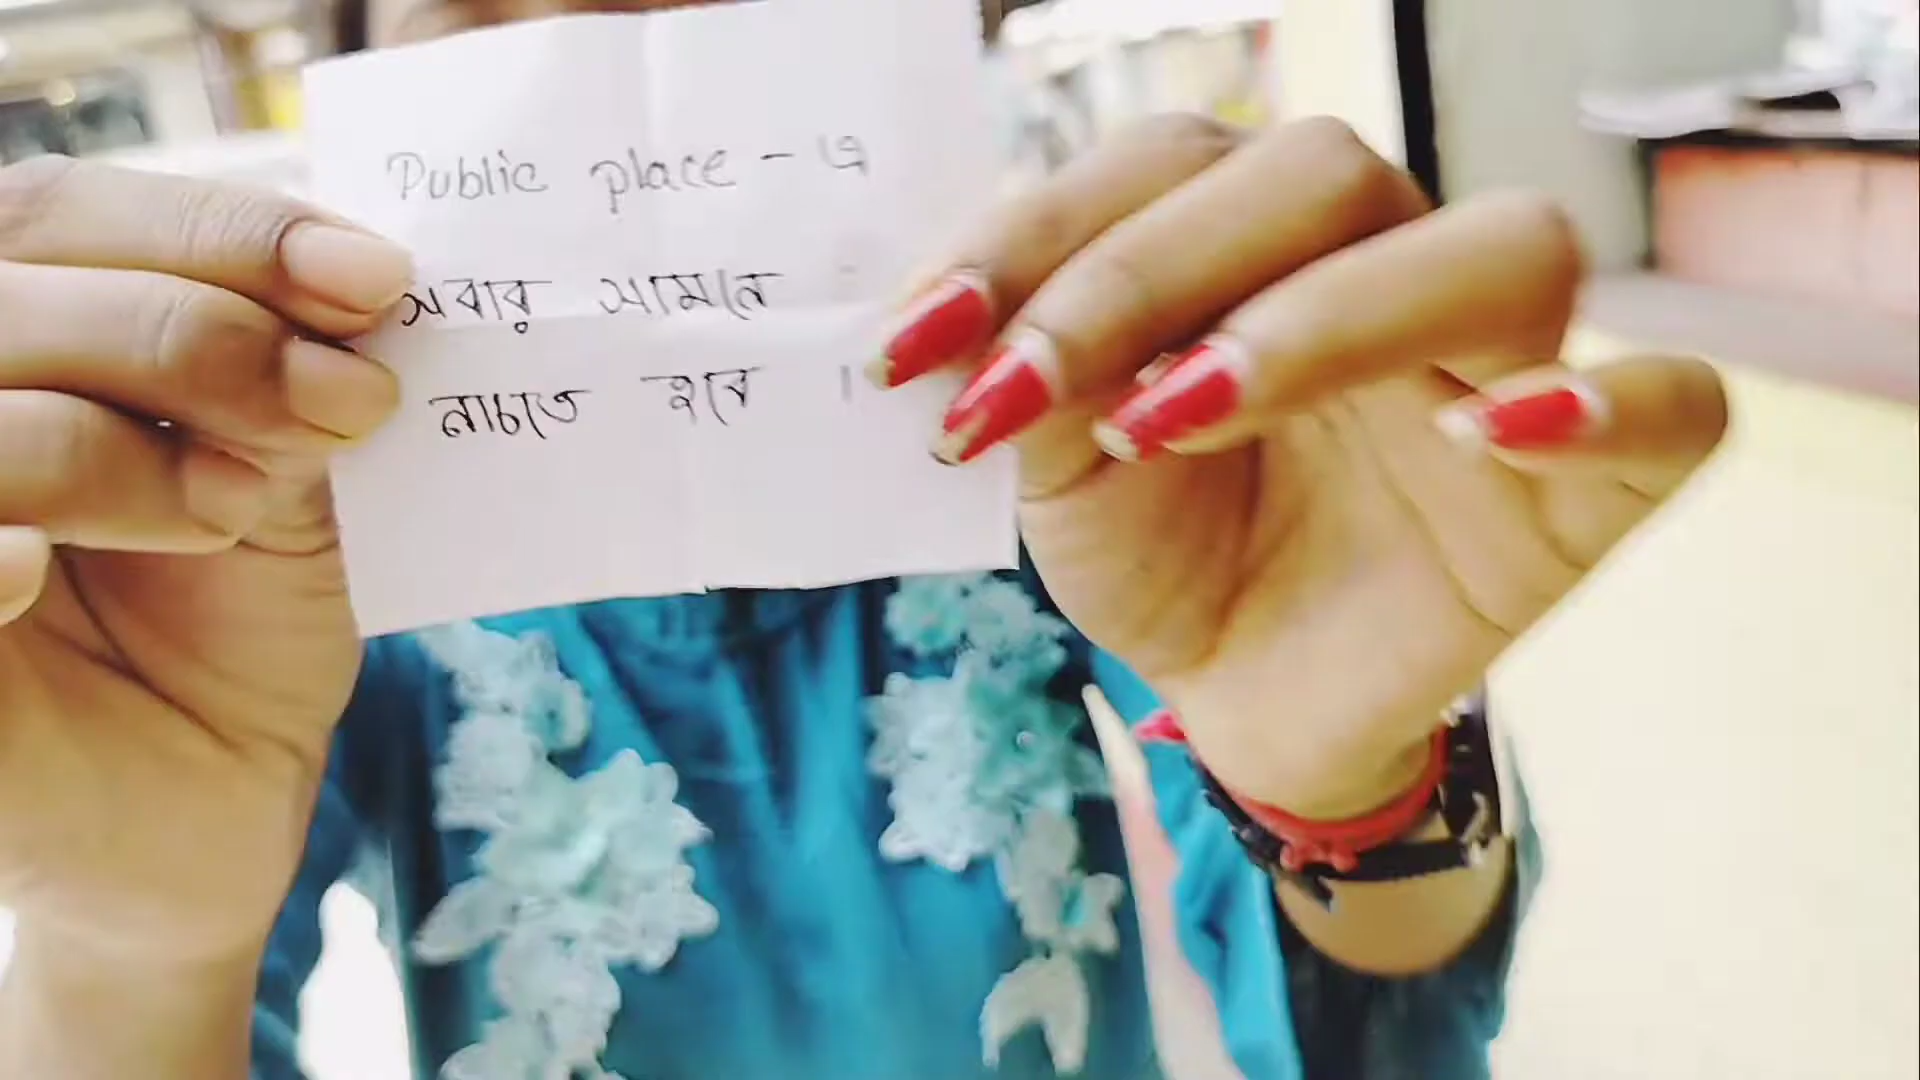 Public place - এ
সবার সামনে
নাচতে হবে ।